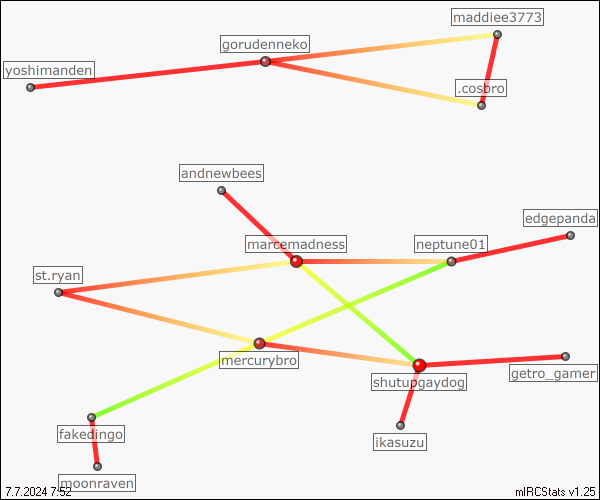 maddiee3773
gorudenneko
yoshimanden
.cosbro
andnewbees
edgepanda
marcemadness
neptune01
st.ryan
mercurybro
getro_gamer
shutupgaydog
fakedingo
ikasuzu
moonraven
7.7.2024 7:52
mIRCStats v1.25